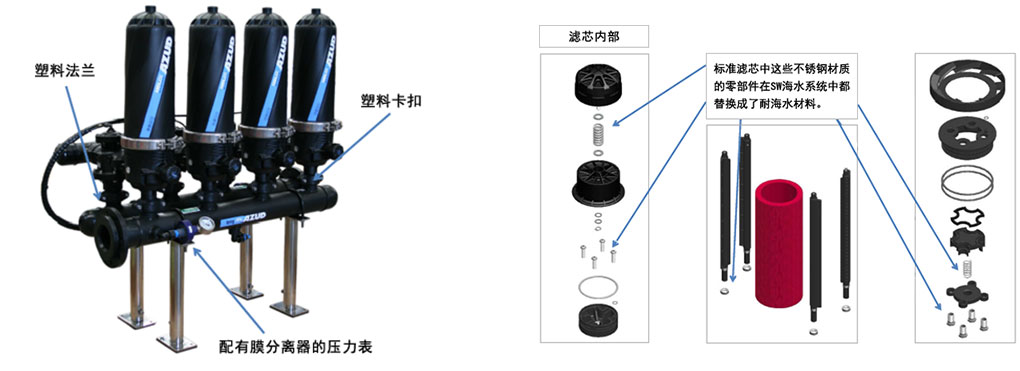 塑料法兰
塑料卡扣
AZUD
AZUD
AZUD
AZUD
AZUD
配有膜分离器的压力表
滤芯内部
标准滤芯中这些不锈钢材质
的零部件在SW海水系统中都
替换成了耐海水材料。